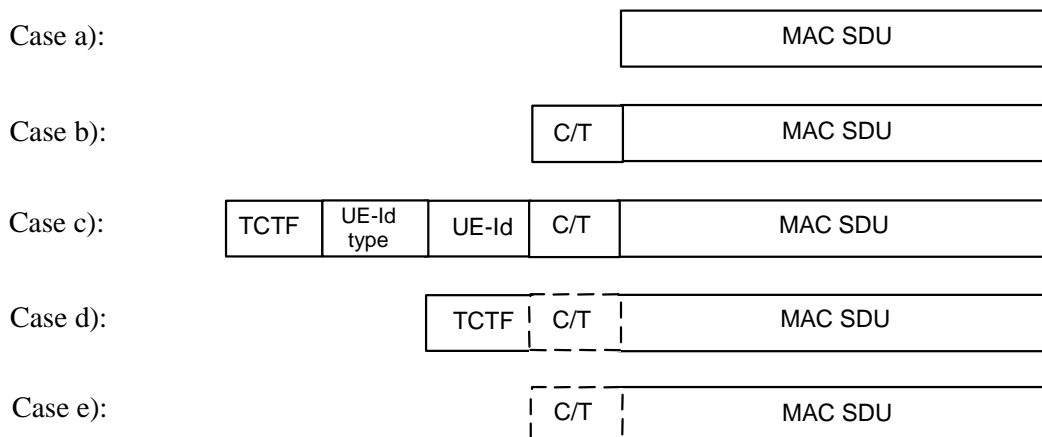 Case a): MAC SDU
Case b): C/T MAC SDU
Case c): TCTF UE-Id type UE-Id C/T MAC SDU
Case d): TCTF C/T MAC SDU
Case e): C/T MAC SDU